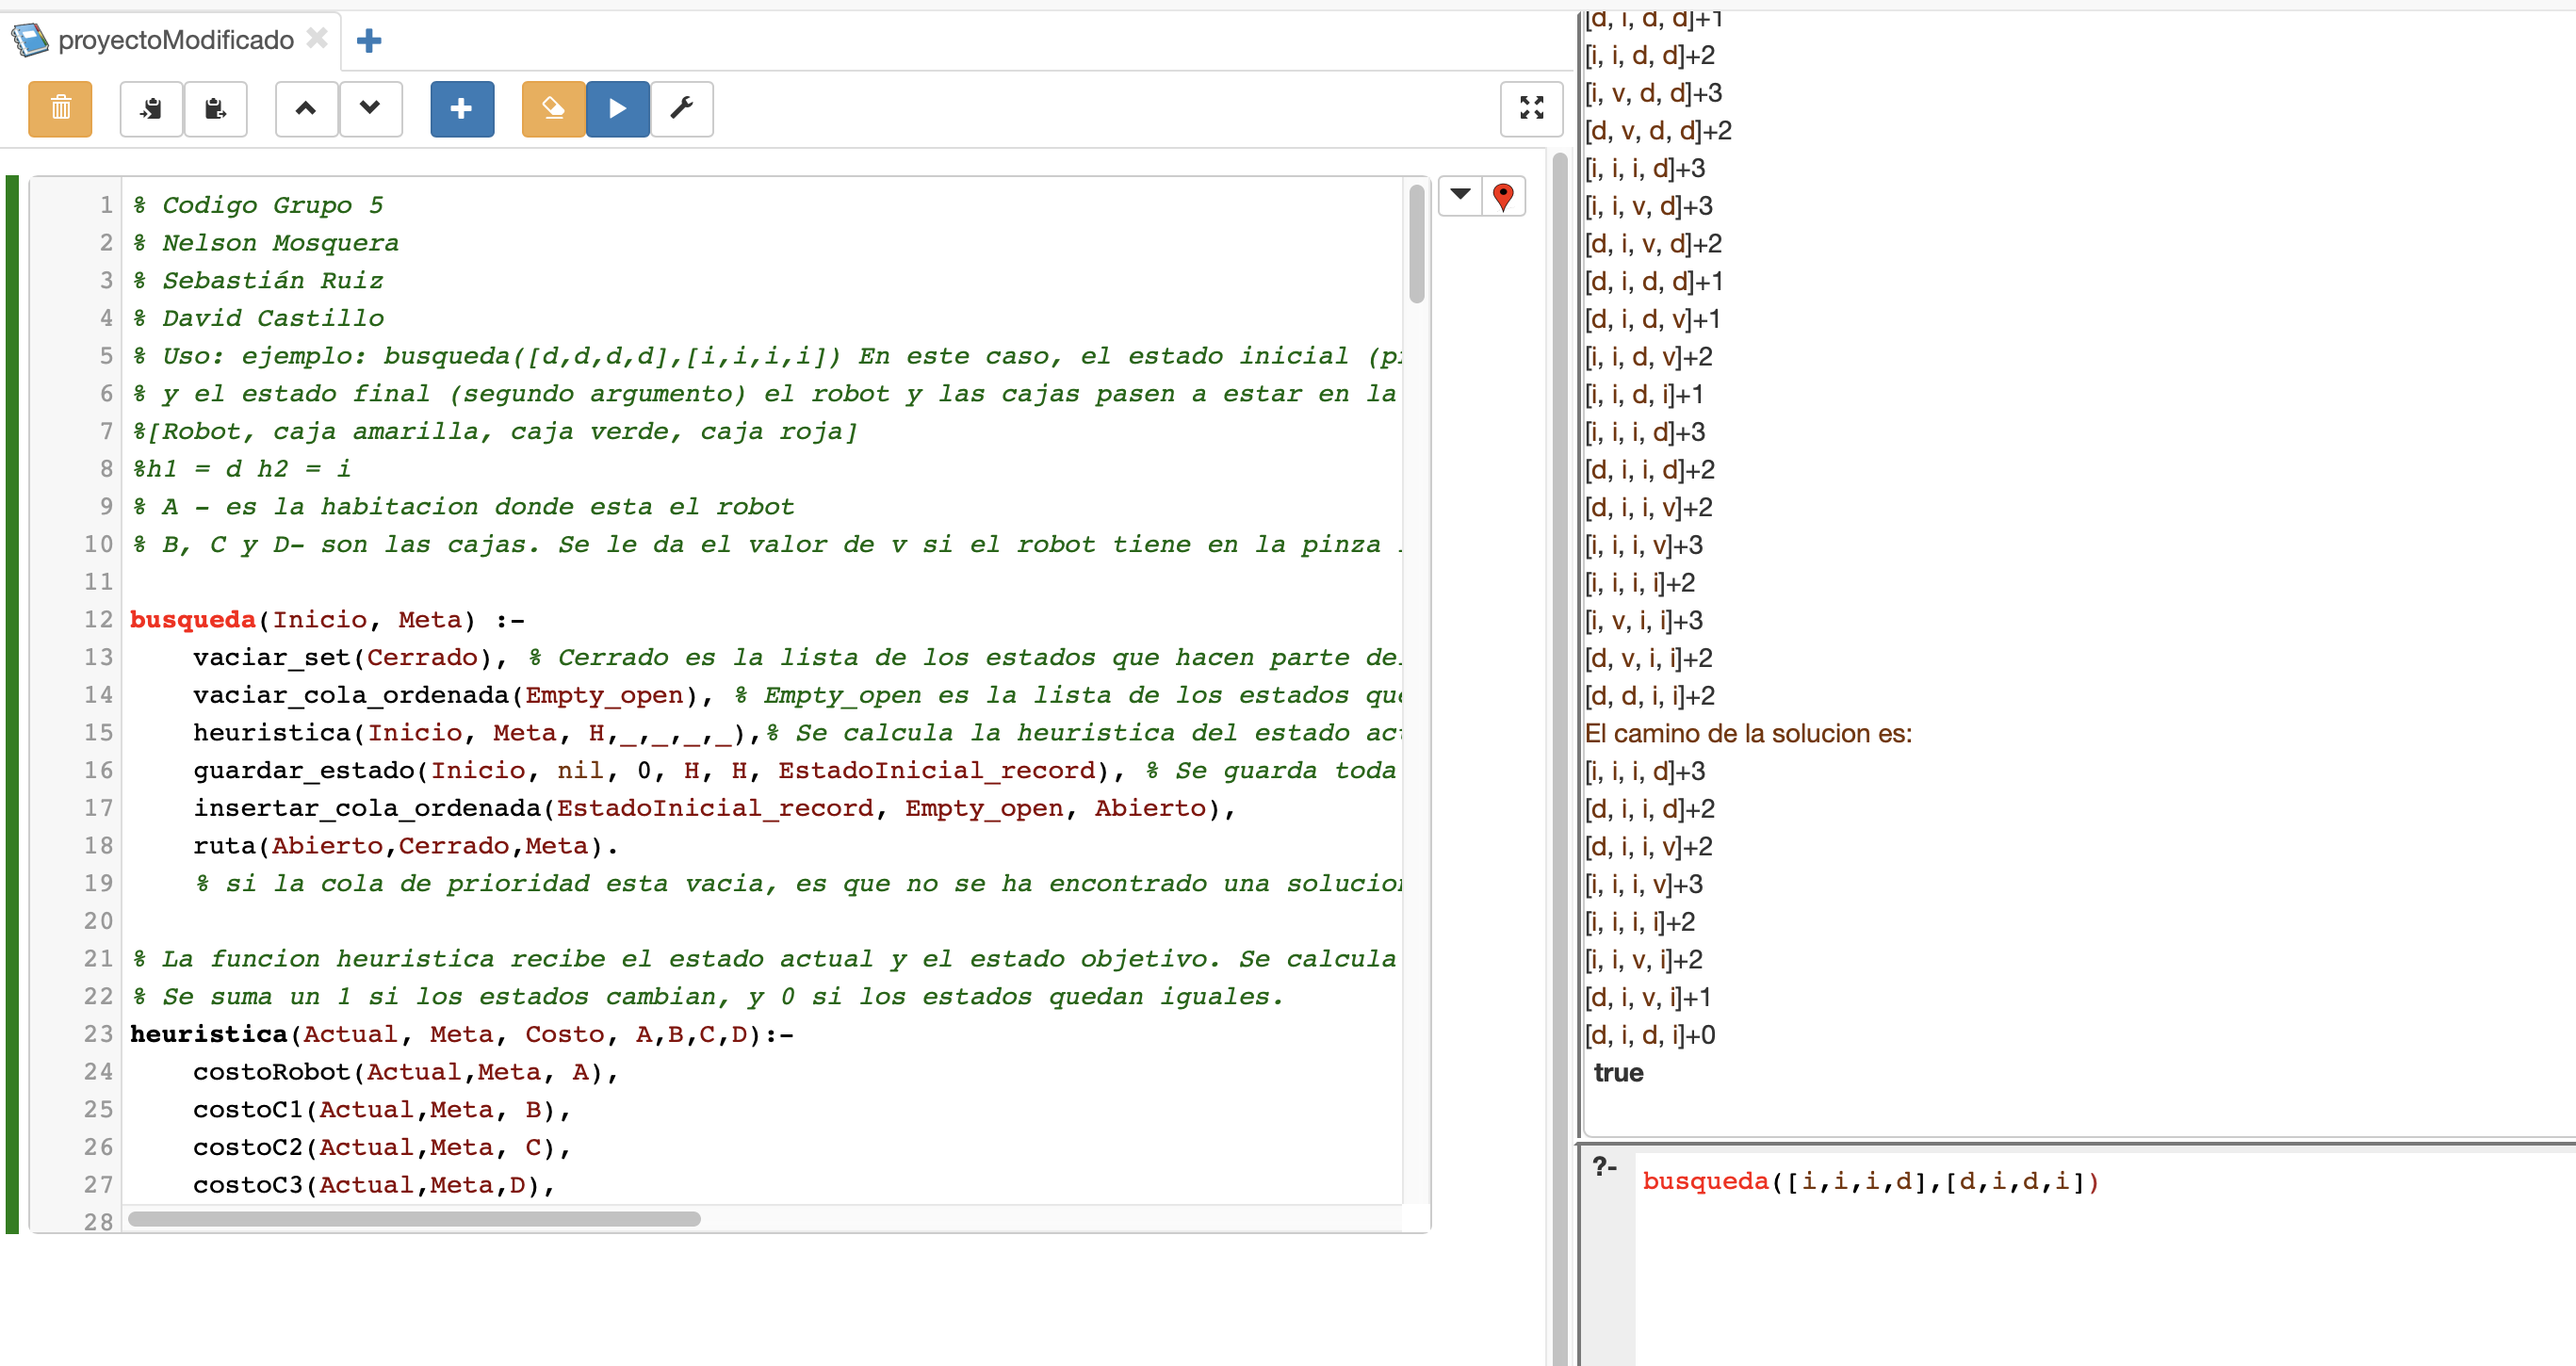 proyectoModificado
1 % Codigo Grupo 5
2 % Nelson Mosquera
3 % Sebastián Ruiz
4 % David Castillo
5 % Uso: ejemplo: busqueda([d,d,d,d],[i,i,i,i]) En este caso, el estado inicial
6 % y el estado final (segundo argumento) el robot y las cajas pasen a estar en la
7 %[Robot, caja amarilla, caja verde, caja roja]
8 %h1 = d h2 = i
9 % A - es la habitacion donde esta el robot
10 % B, C y D- son las cajas. Se le da el valor de v si el robot tiene en la pinza
11
12 busqueda(Inicio, Meta) :-
13 vaciar_set(Cerrado), % Cerrado es la lista de los estados que hacen parte
14 vaciar_cola_ordenada(Empty_open), % Empty_open es la lista de los estados
15 heuristica(Inicio, Meta, H,_,_,_,_),% Se calcula la heuristica del estado
16 guardar_estado(Inicio, nil, 0, H, H, EstadoInicial_record), % Se guarda toda
17 insertar_cola_ordenada(EstadoInicial_record, Empty_open, Abierto),
18 ruta(Abierto,Cerrado,Meta).
19 % si la cola de prioridad esta vacia, es que no se ha encontrado una
20
21 % La funcion heuristica recibe el estado actual y el estado objetivo. Se calcula
22 % Se suma un 1 si los estados cambian, y 0 si los estados quedan iguales.
23 heuristica(Actual, Meta, Costo, A,B,C,D):-
24 costoRobot(Actual,Meta, A),
25 costoC1(Actual,Meta, B),
26 costoC2(Actual,Meta, C),
27 costoC3(Actual,Meta,D),
28
[d, i, d, d]+1
[i, i, d, d]+2
[i, v, d, d]+3
[d, v, d, d]+2
[i, i, i, d]+3
[i, i, v, d]+3
[d, i, v, d]+2
[d, i, d, d]+1
[d, i, d, v]+1
[i, i, d, v]+2
[i, i, d, i]+1
[i, i, i, d]+3
[d, i, i, d]+2
[d, i, i, v]+2
[i, i, i, v]+3
[i, i, i, i]+2
[i, v, i, i]+3
[d, v, i, i]+2
[d, d, i, i]+2
El camino de la solucion es:
[i, i, i, d]+3
[d, i, i, d]+2
[d, i, i, v]+2
[i, i, i, v]+3
[i, i, i, i]+2
[i, i, v, i]+2
[d, i, v, i]+1
[d, i, d, i]+0
true
?- busqueda([i,i,i,d],[d,i,d,i])